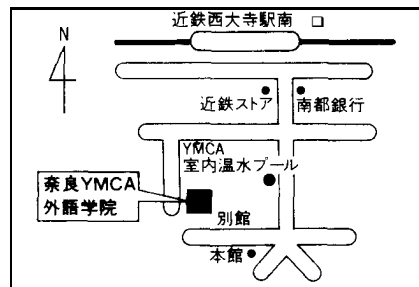 近鉄西大寺駅南
N
近鉄ストア
南都銀行
YMCA
室内温水プール
奈良YMCA
外語学院
別館
本館